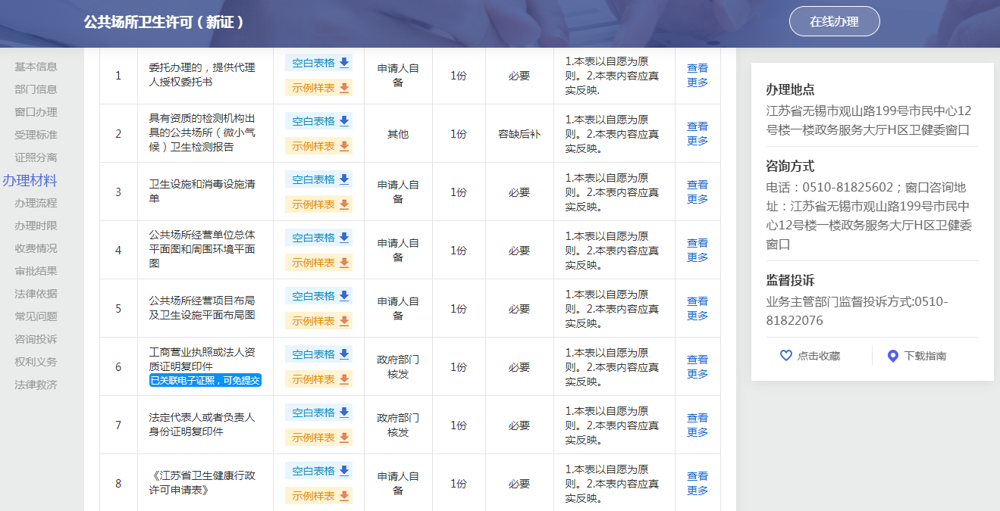 公共场所卫生许可（新证）
在线办理
基本信息
部门信息
窗口办理
受理标准
证照分离
办理材料
办理流程
办理时限
收费情况
审批结果
法律依据
常见问题
咨询投诉
权利义务
法律救济
1
委托办理的，提供代理
人授权委托书
空白表格
示例样表
申请人自
备
1份
必要
1.本表以自愿为原
则。2.本表内容应真
实反映.
查看
更多
2
具有资质的检测机构出
具的公共场所（微小气
候）卫生检测报告
空白表格
示例样表
其他
1份
容缺后补
1.本表以自愿为原
则。2.本表内容应真
实反映。
查看
更多
3
卫生设施和消毒设施清
单
空白表格
示例样表
申请人自
备
1份
必要
1.本表以自愿为原
则。2.本表内容应真
实反映。
查看
更多
4
公共场所经营单位总体
平面图和周围环境平面
图
空白表格
示例样表
申请人自
备
1份
必要
1.本表以自愿为原
则。2.本表内容应真
实反映。
查看
更多
5
公共场所经营项目布局
及卫生设施平面布局图
空白表格
示例样表
申请人自
备
1份
必要
1.本表以自愿为原
则。2.本表内容应真
实反映。
查看
更多
6
工商营业执照或法人资
质证明复印件
已关联电子证照，可免提交
空白表格
示例样表
政府部门
核发
1份
必要
1.本表以自愿为原
则。2.本表内容应真
实反映。
查看
更多
7
法定代表人或者负责人
身份证明复印件
空白表格
示例样表
政府部门
核发
1份
必要
1.本表以自愿为原
则。2.本表内容应真
实反映。
查看
更多
8
《江苏省卫生健康行政
许可申请表》
空白表格
示例样表
申请人自
备
1份
必要
1.本表以自愿为原
则。2.本表内容应真
实反映。
查看
更多
办理地点
江苏省无锡市观山路199号市民中心12
号楼一楼政务服务大厅H区卫健委窗口
咨询方式
电话：0510-81825602；窗口咨询地
址：江苏省无锡市观山路199号市民中
心12号楼一楼政务服务大厅H区卫健委
窗口
监督投诉
业务主管部门监督投诉方式:0510-
81822076
点击收藏
下载指南